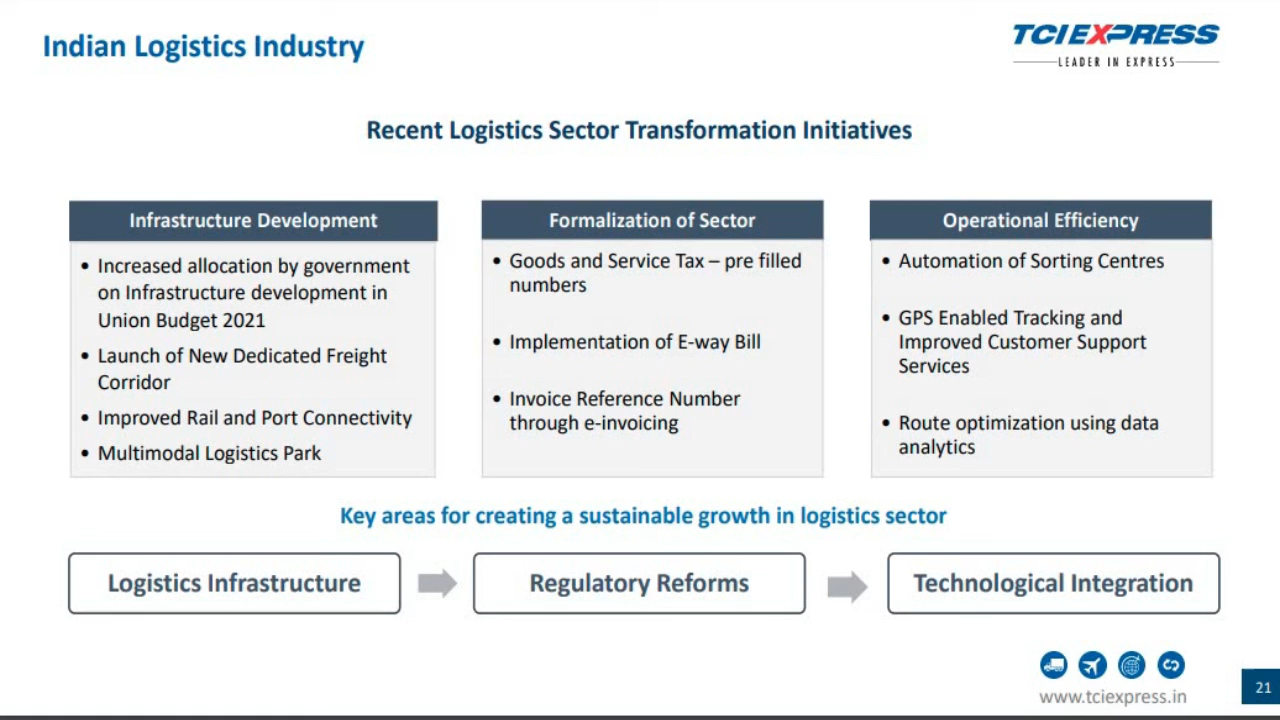 Indian Logistics Industry
TCIEXPRESS
LEADER IN EXPRESS
Recent Logistics Sector Transformation Initiatives
Infrastructure Development
• Increased allocation by government
on Infrastructure development in
Union Budget 2021
• Launch of New Dedicated Freight
Corridor
• Improved Rail and Port Connectivity
• Multimodal Logistics Park
Formalization of Sector
• Goods and Service Tax – pre filled
numbers
• Implementation of E-way Bill
• Invoice Reference Number
through e-invoicing
Operational Efficiency
• Automation of Sorting Centres
• GPS Enabled Tracking and
Improved Customer Support
Services
• Route optimization using data
analytics
Key areas for creating a sustainable growth in logistics sector
Logistics Infrastructure
Regulatory Reforms
Technological Integration
www.tciexpress.in
21